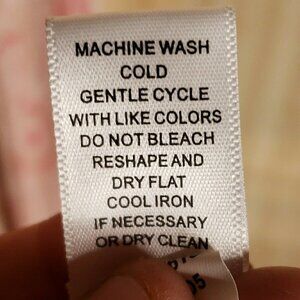 MACHINE WASH
COLD
GENTLE CYCLE
WITH LIKE COLORS
DO NOT BLEACH
RESHAPE AND
DRY FLAT
COOL IRON
IF NECESSARY
OR DRY CLEAN